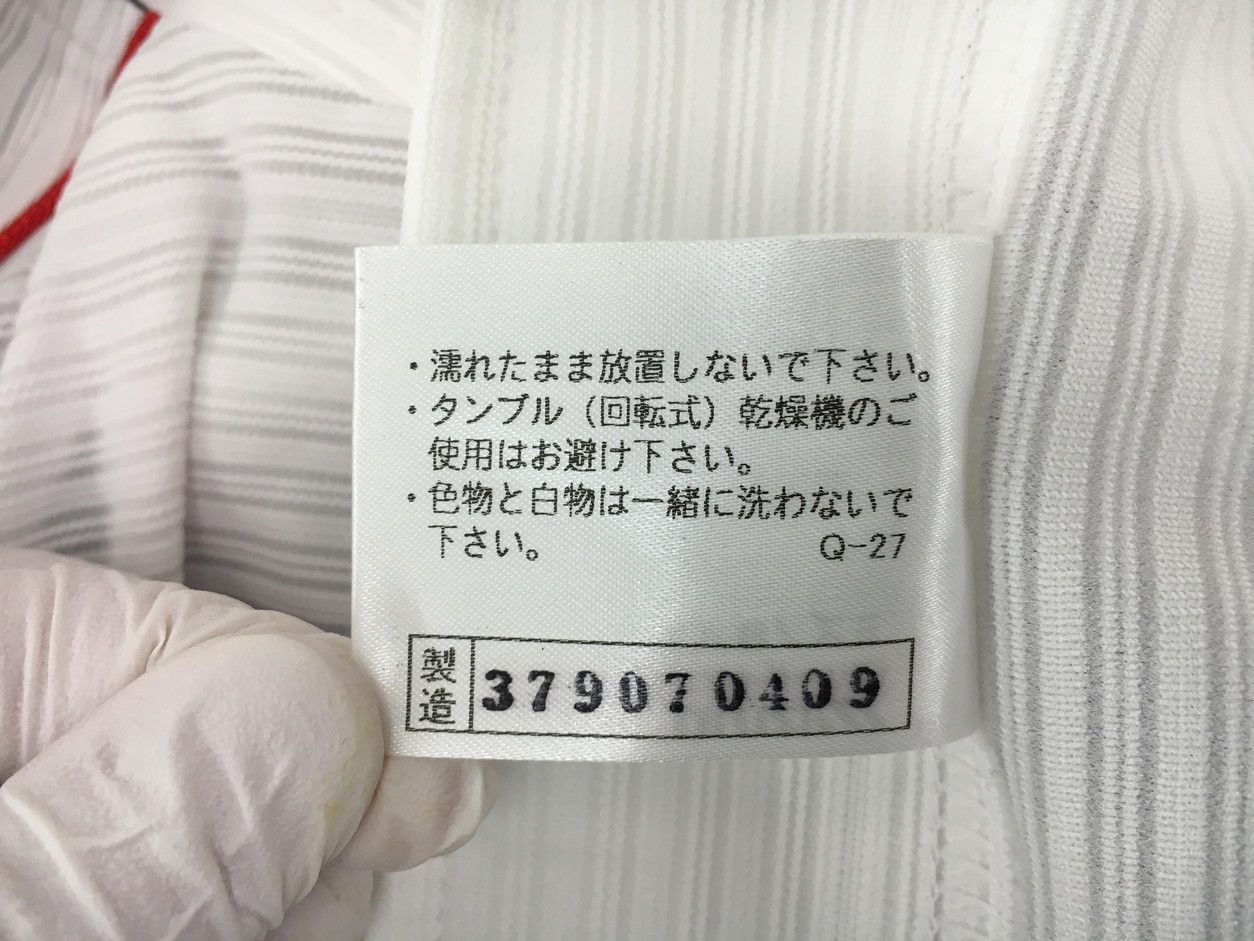 ・濡れたまま放置しないで下さい。
・タンブル（回転式）乾燥機のご
使用はお避け下さい。
・色物と白物は一緒に洗わないで
下さい。 Q-27
製造 379070409